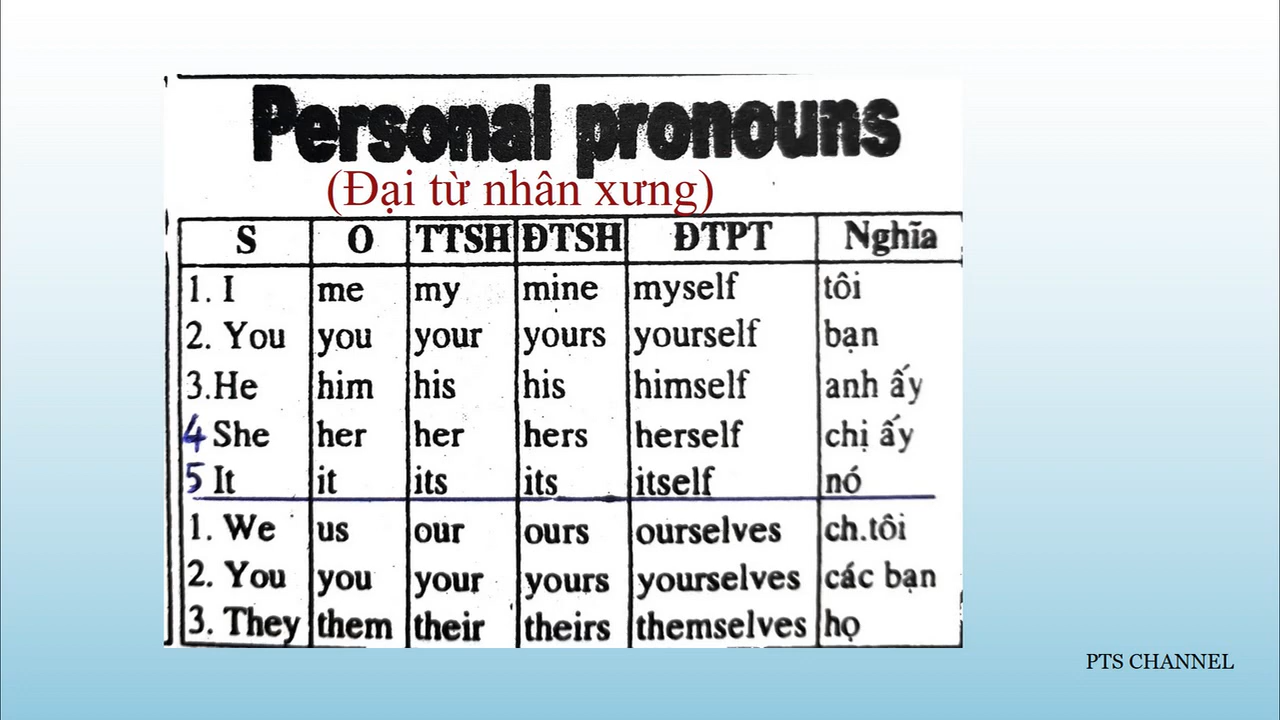 Personal pronouns
(Đại từ nhân xưng)
S O TTSH ĐTSH ĐTPT Nghĩa
1. I me my mine myself tôi
2. You you your yours yourself bạn
3.He him his his himself anh ấy
4 She her her hers herself chị ấy
5 It it its its itself nó
1. We us our ours ourselves ch.tôi
2. You you your yours yourselves các bạn
3. They them their theirs themselves họ
PTS CHANNEL